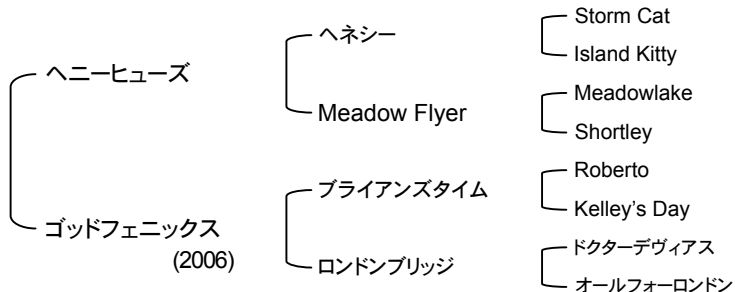 ヘニーヒューズ
ゴッドフェニックス
(2006)
ヘネシー
Meadow Flyer
ブライアンズタイム
ロンドンブリッジ
Storm Cat
Island Kitty
Meadowlake
Shortley
Roberto
Kelley's Day
ドクターデヴィアス
オールフォーロンドン